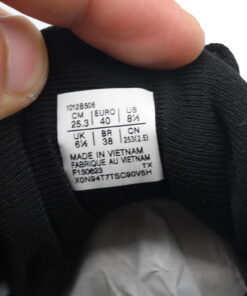 1012B506
CM EURO US
25.3 40 8½
UK BR CN
6½ 38 253(2.5)
MADE IN VIETNAM
FABRIQUE AU VIETNAM
F130623 TX
X0N94T7TSC90V5H